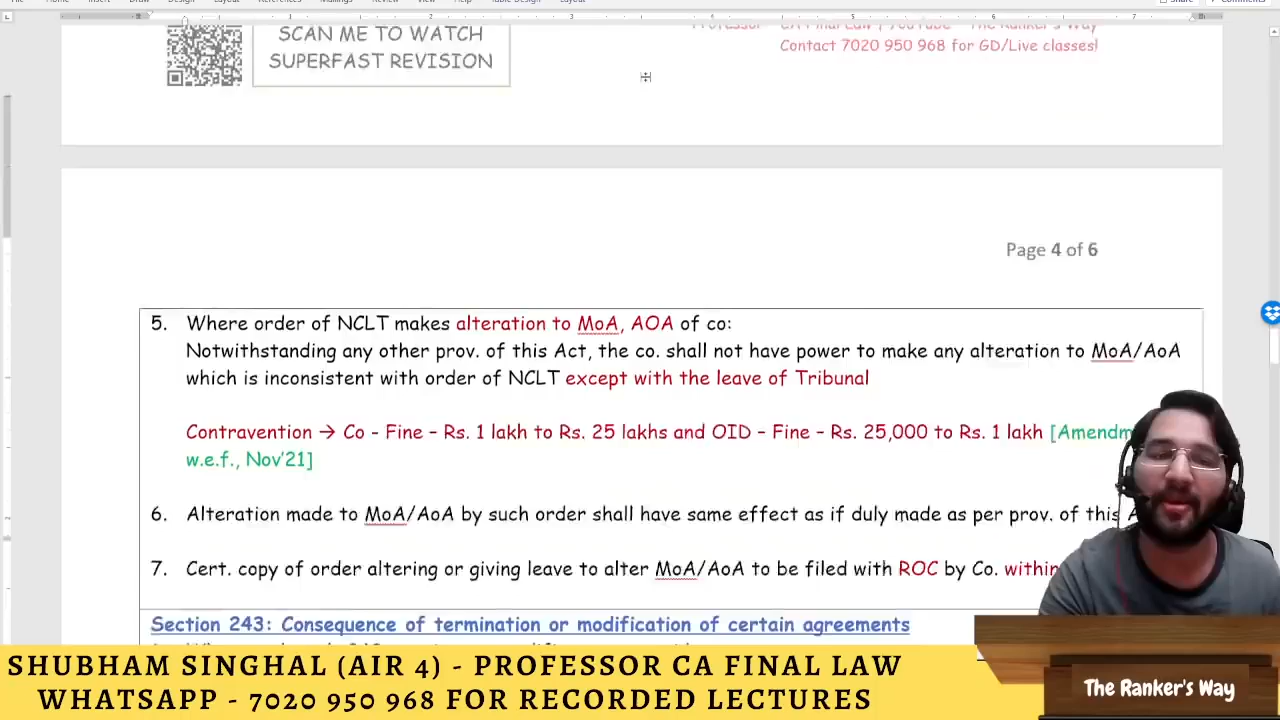 SCAN ME TO WATCH
SUPERFAST REVISION
Contact 7020 950 968 for GD/Live classes!
Page 4 of 6
5. Where order of NCLT makes alteration to MoA, AOA of co:
Notwithstanding any other prov. of this Act, the co. shall not have power to make any alteration to MoA/AoA
which is inconsistent with order of NCLT except with the leave of Tribunal
Contravention → Co - Fine – Rs. 1 lakh to Rs. 25 lakhs and OID – Fine – Rs. 25,000 to Rs. 1 lakh [Amendm
w.e.f., Nov'21]
6. Alteration made to MoA/AoA by such order shall have same effect as if duly made as per prov. of this A
7. Cert. copy of order altering or giving leave to alter MoA/AoA to be filed with ROC by Co. within
Section 243: Consequence of termination or modification of certain agreements
SHUBHAM SINGHAL (AIR 4) - PROFESSOR CA FINAL LAW
WHATSAPP - 7020 950 968 FOR RECORDED LECTURES
The Ranker's Way